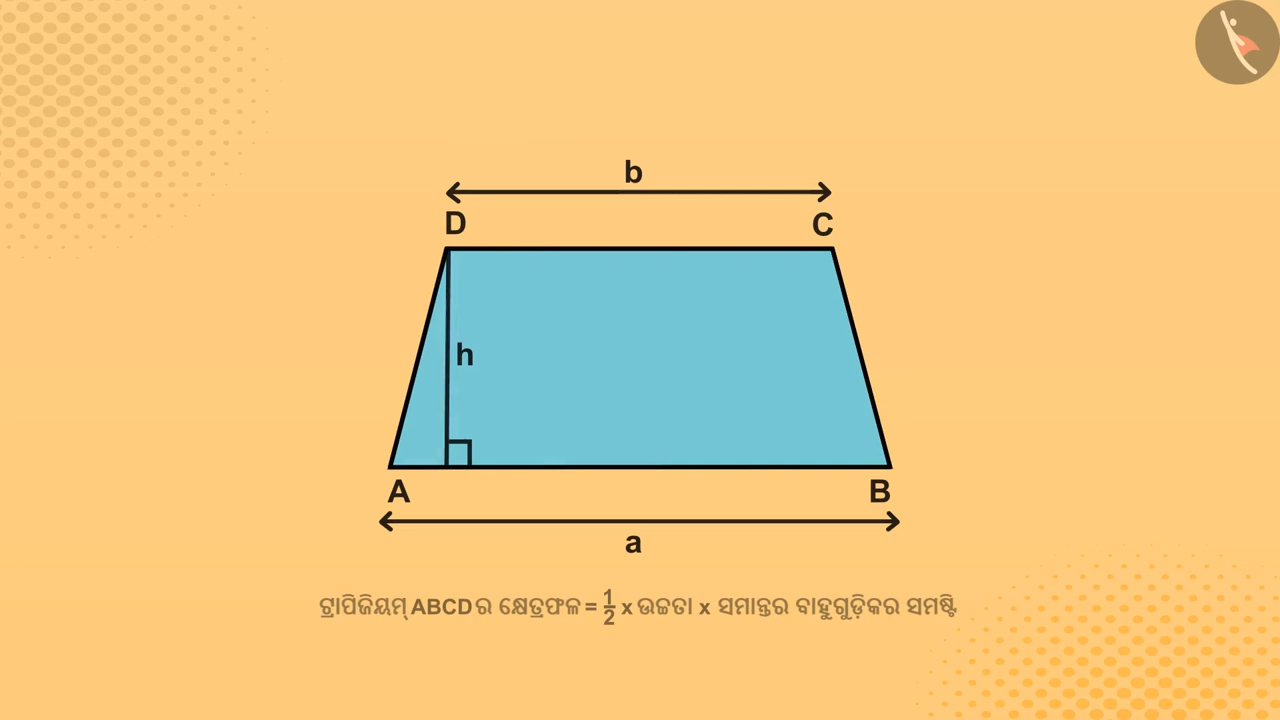 b
D C
h
A B
a
ଟ୍ରାପିଜିୟମ୍ ABCD ର କ୍ଷେତ୍ରଫଳ = 1/2 x ଉଚ୍ଚତା x ସମାନ୍ତର ବାହୁଗୁଡ଼ିକର ସମଷ୍ଟି